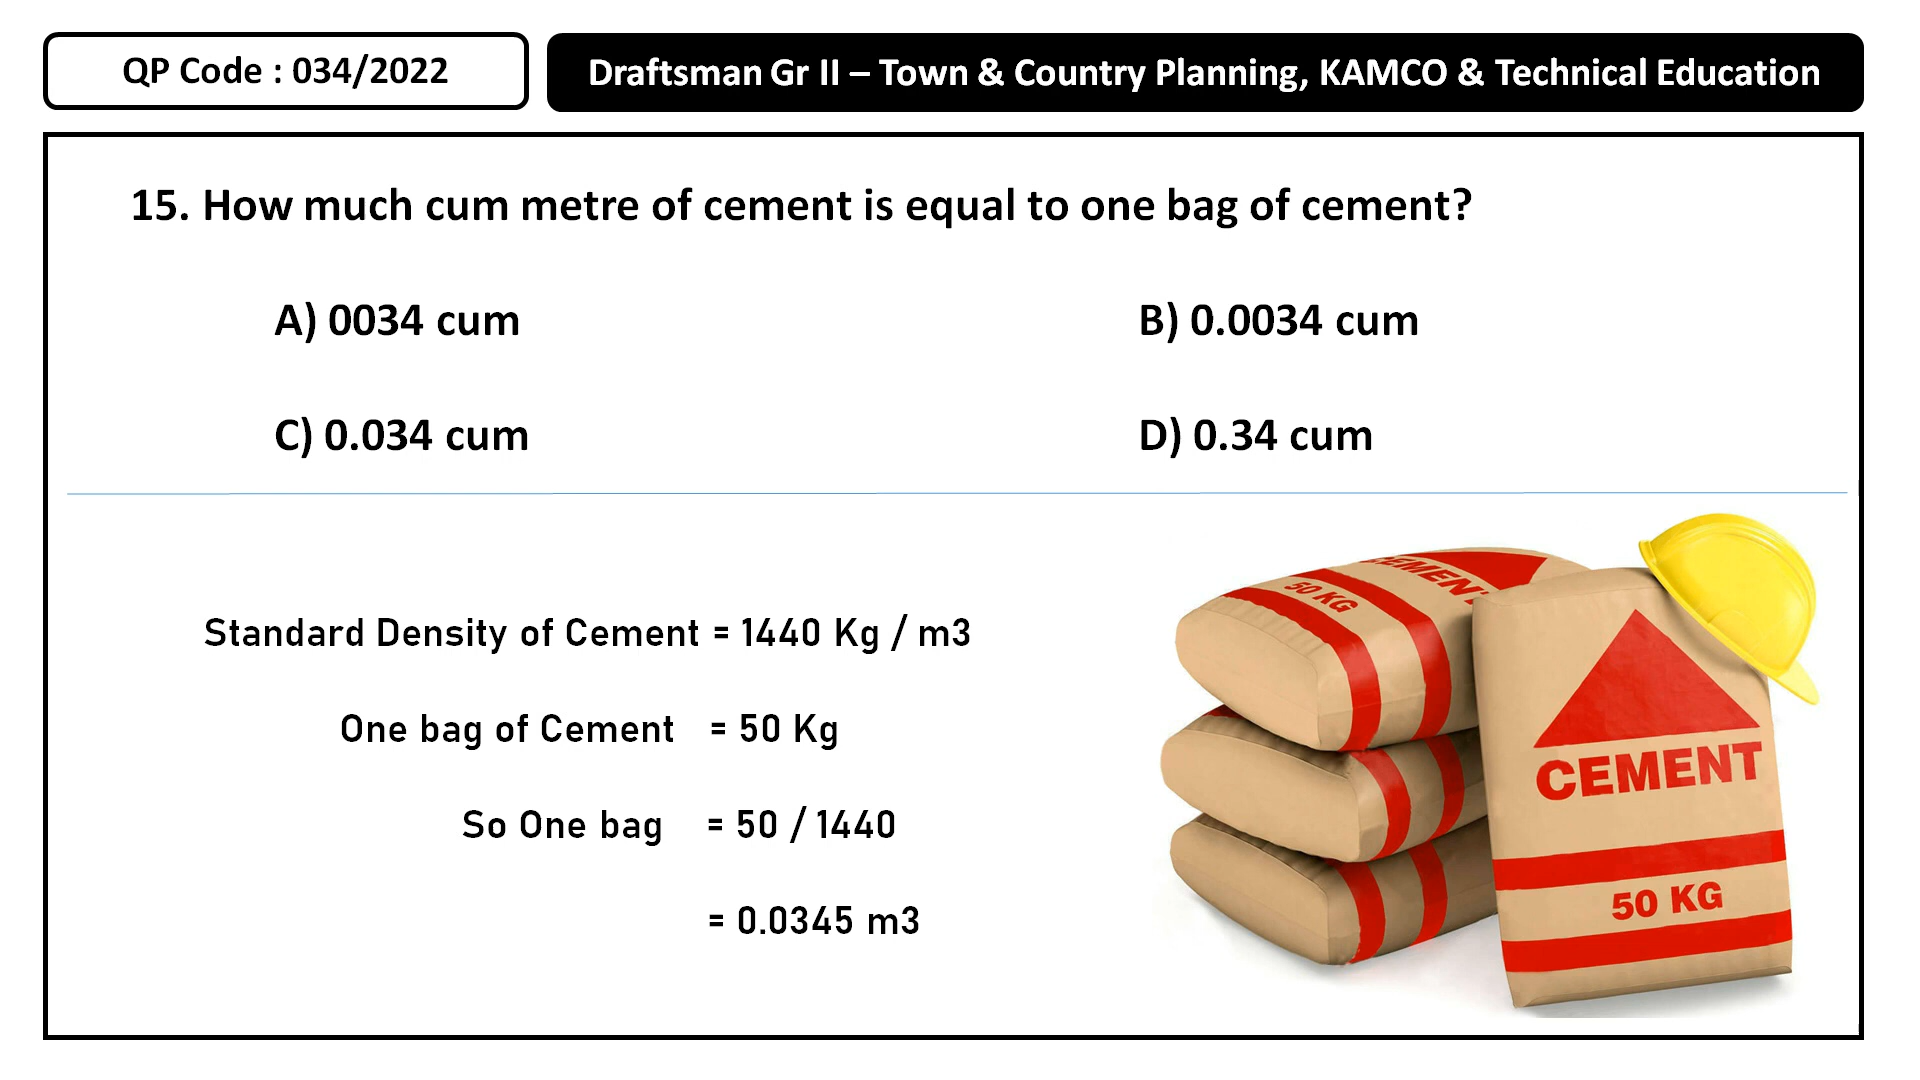 QP Code : 034/2022
Draftsman Gr II – Town & Country Planning, KAMCO & Technical Education
15. How much cum metre of cement is equal to one bag of cement?
A) 0034 cum
B) 0.0034 cum
C) 0.034 cum
D) 0.34 cum
Standard Density of Cement = 1440 Kg / m3
One bag of Cement = 50 Kg
So One bag = 50 / 1440
= 0.0345 m3
CEMENT
50 KG
CEMENT
50 KG